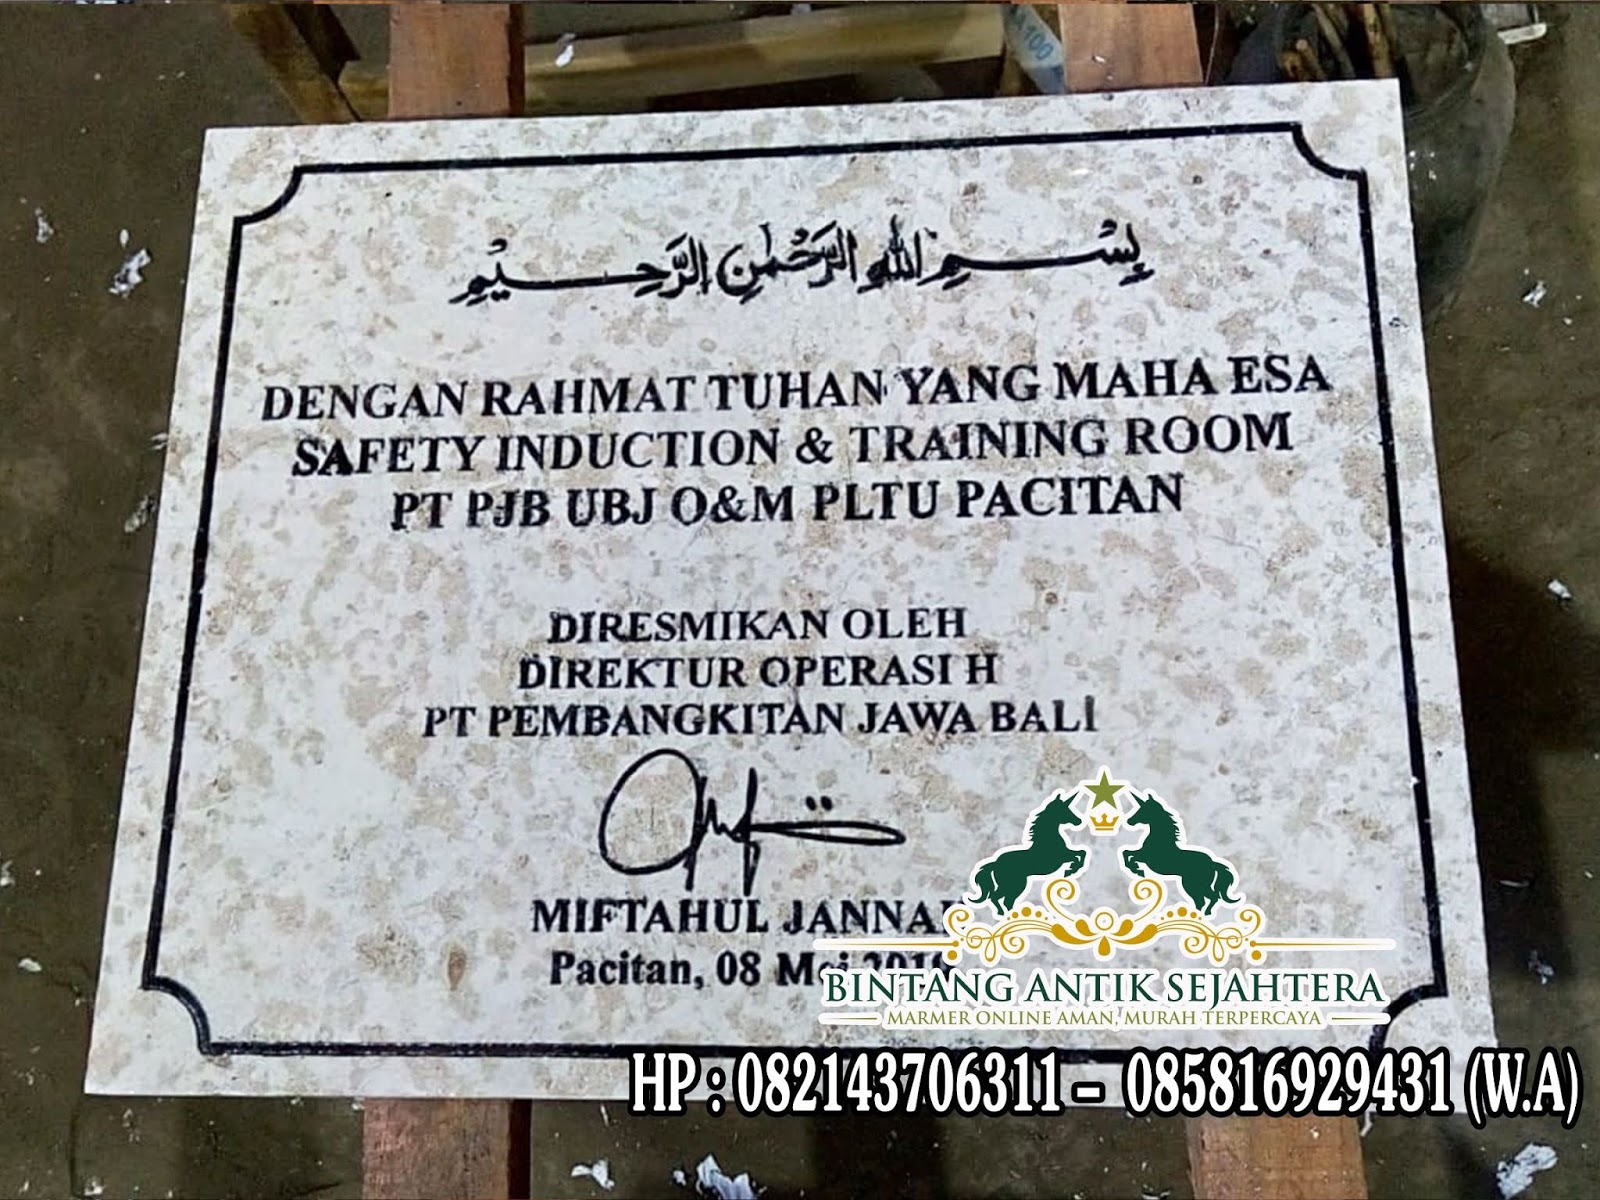 بِسْمِ اللهِ الرَّحْمٰنِ الرَّحِيْمِ
DENGAN RAHMAT TUHAN YANG MAHA ESA
SAFETY INDUCTION & TRAINING ROOM
PT PJB UBJ O&M PLTU PACITAN
DIRESMIKAN OLEH
DIREKTUR OPERASI H
PT PEMBANGKITAN JAWA BALI
MIFTAHUL
Pacitan, 08 Mei
BINTANG ANTIK SEJAHTERA
MARMER ONLINE AMAN, MURAH TERPERCAYA
HP : 082143706311 – 085816929431 (W.A)
100